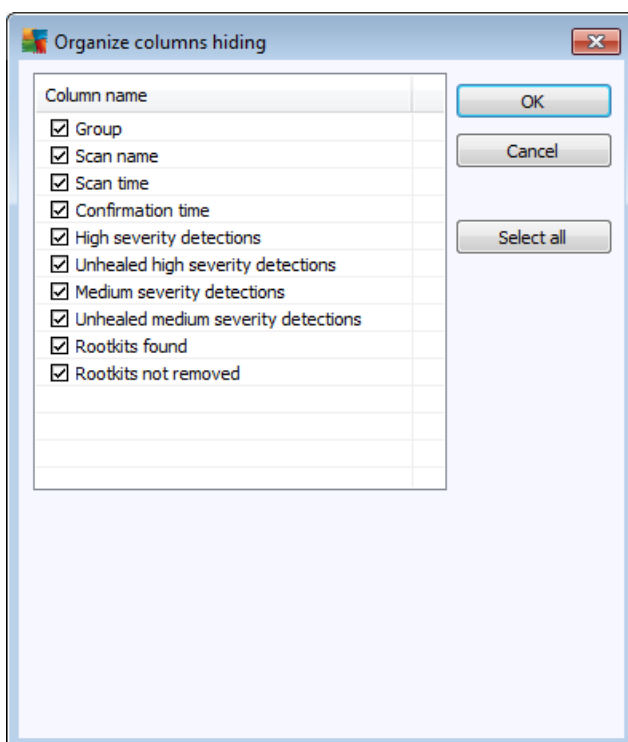 Organize columns hiding
Column name
Group
Scan name
Scan time
Confirmation time
High severity detections
Unhealed high severity detections
Medium severity detections
Unhealed medium severity detections
Rootkits found
Rootkits not removed
OK
Cancel
Select all